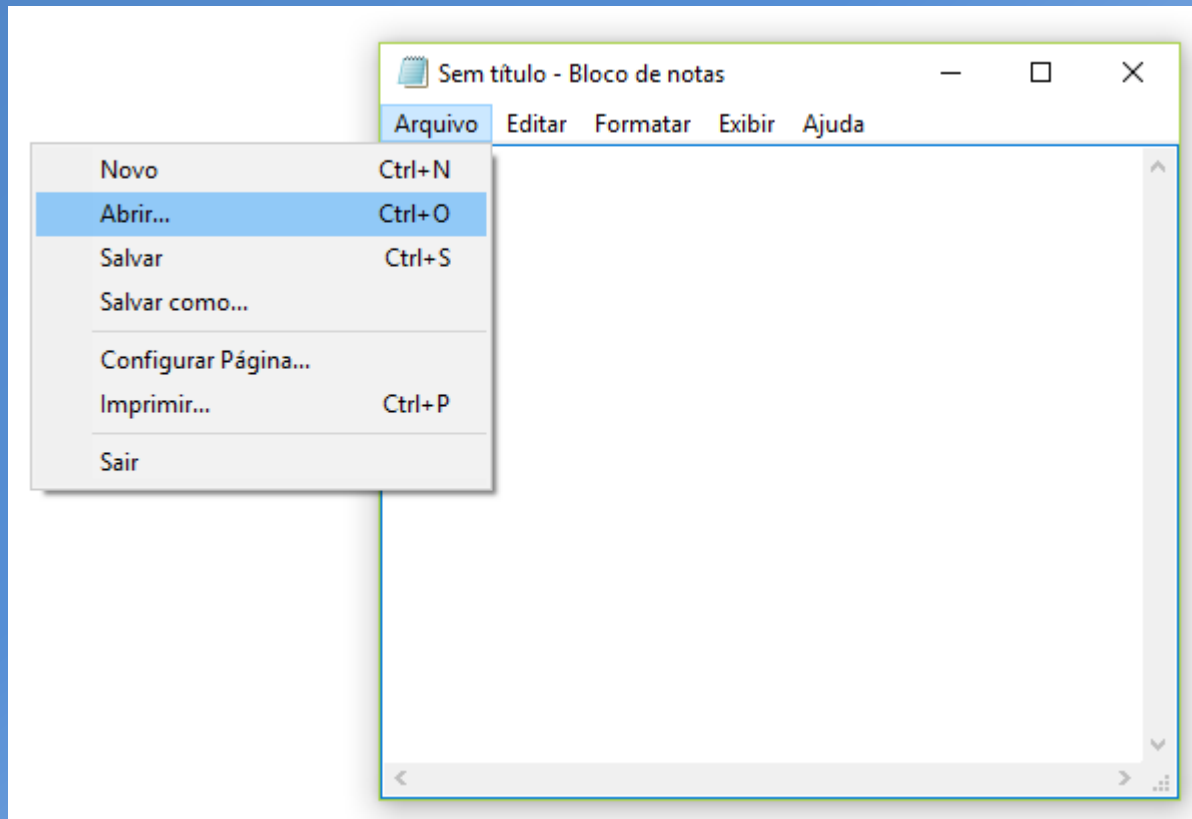 Sem título - Bloco de notas
Arquivo Editar Formatar Exibir Ajuda
Novo Ctrl+N
Abrir... Ctrl+O
Salvar Ctrl+S
Salvar como...
Configurar Página...
Imprimir... Ctrl+P
Sair